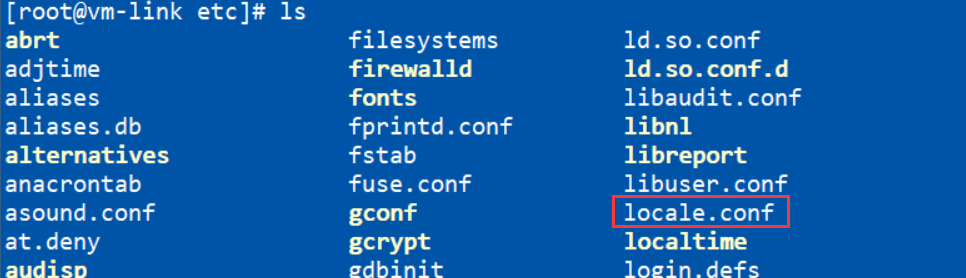 [root@vm-link etc]# ls
abrt filesystems ld.so.conf
adjtime firewalld ld.so.conf.d
aliases fonts libaudit.conf
aliases.db fprintd.conf libnl
alternatives fstab libreport
anacrontab fuse.conf libuser.conf
asound.conf gconf locale.conf
at.deny gcrypt localtime
audisp gdbinit login.defs